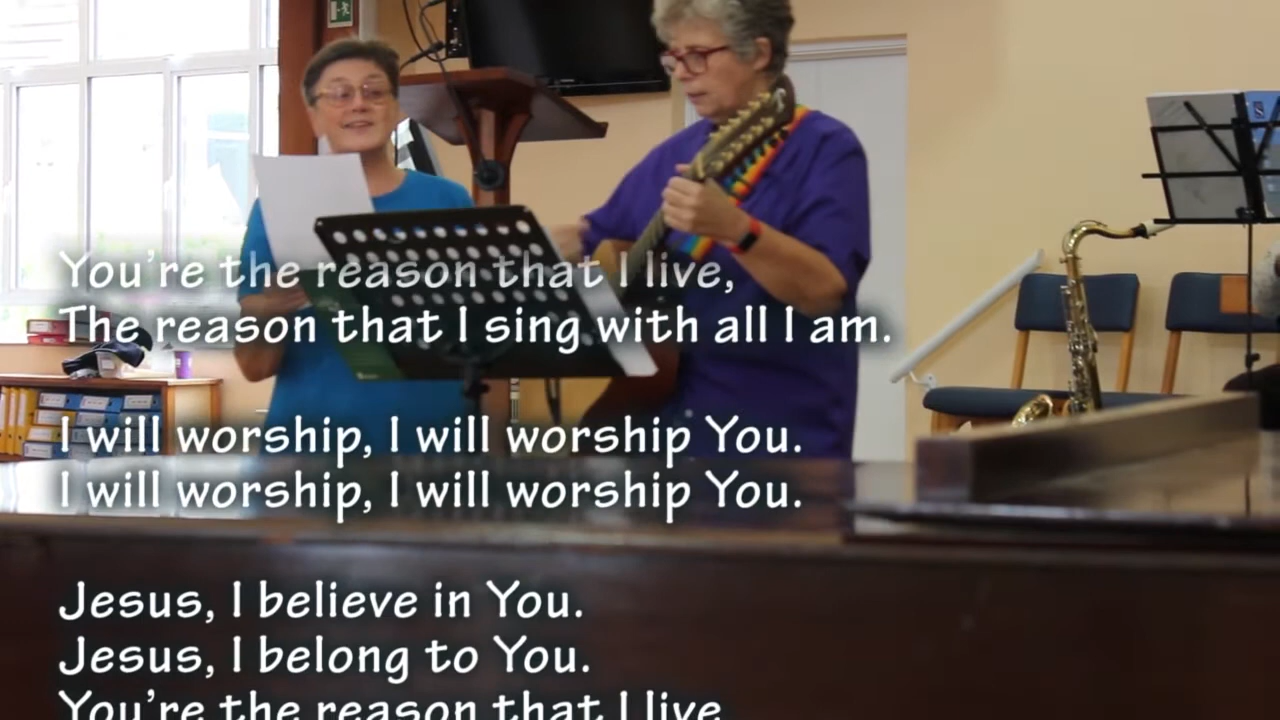 You're the reason that I live,
The reason that I sing with all I am.
I will worship, I will worship You.
I will worship, I will worship You.
Jesus, I believe in You.
Jesus, I belong to You.
You're the reason that I live